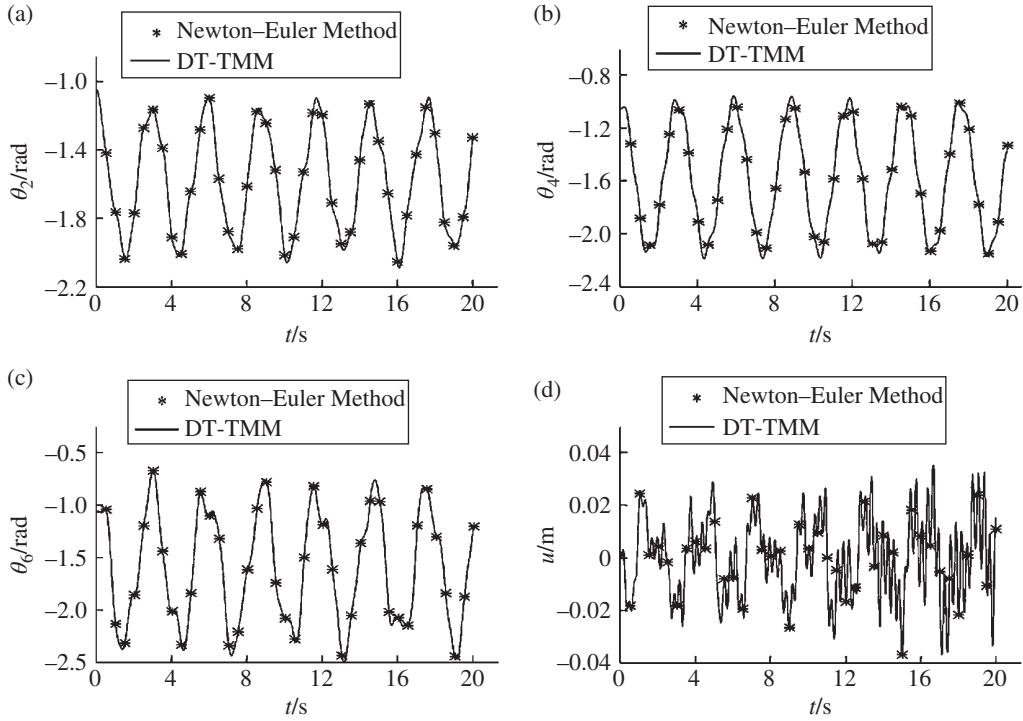 (a)
Newton–Euler Method
DT-TMM
–1.0
–1.4
–1.8
–2.2
θ2/rad
0 4 8 12 16 20
t/s
(b)
Newton–Euler Method
DT-TMM
–0.8
–1.2
–1.6
–2.0
–2.4
θ4/rad
0 4 8 12 16 20
t/s
(c)
Newton–Euler Method
DT-TMM
–0.5
–1.0
–1.5
–2.0
–2.5
θ6/rad
0 4 8 12 16 20
t/s
(d)
Newton–Euler Method
DT-TMM
0.04
0.02
0
–0.02
–0.04
u/m
0 4 8 12 16 20
t/s